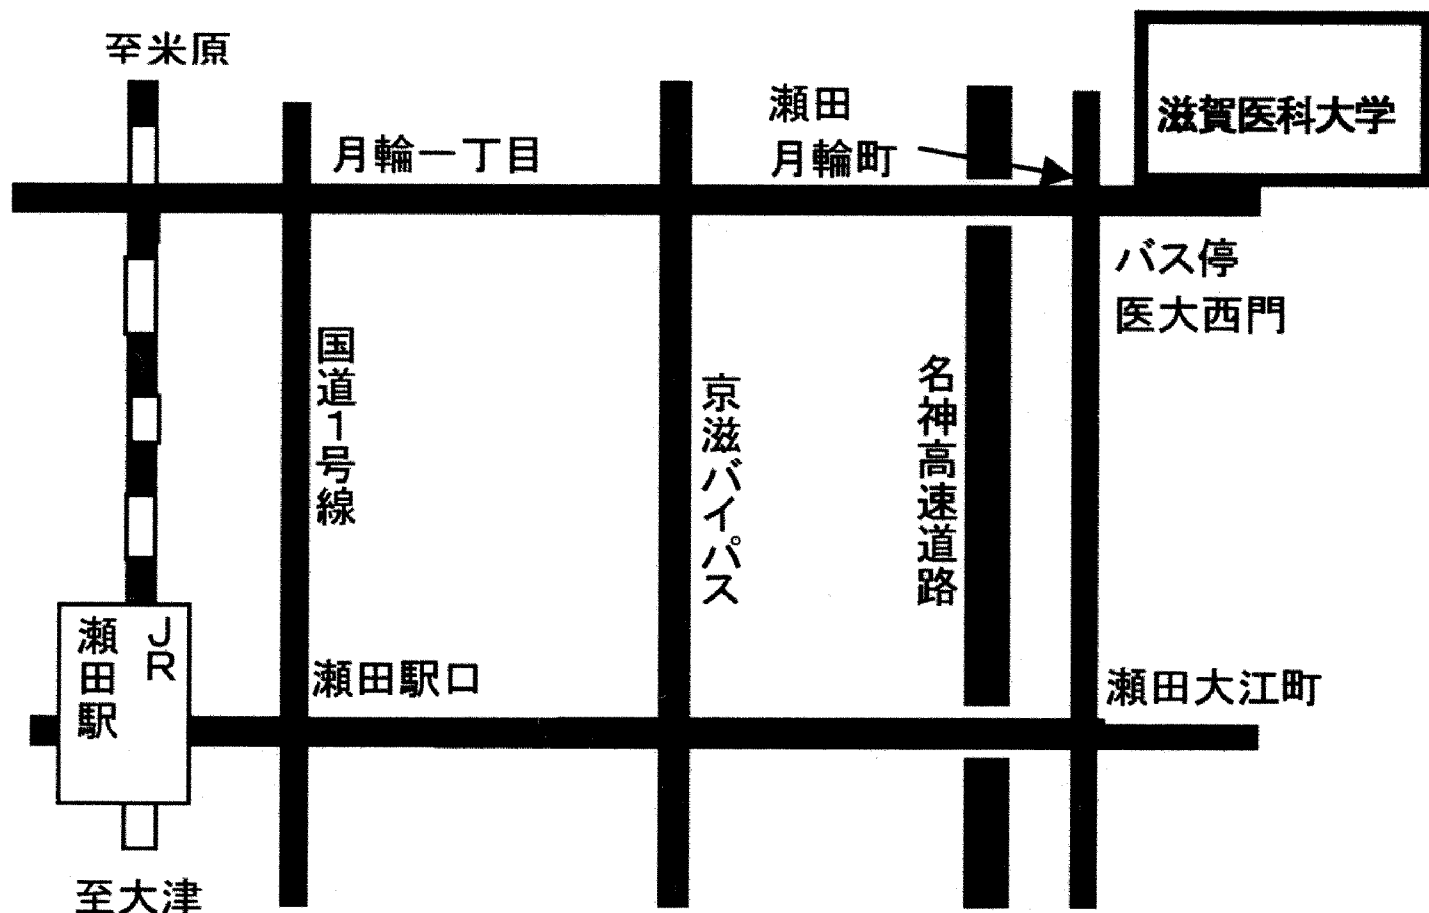 至米原
瀬田
月輪町
滋賀医科大学
月輪一丁目
バス停
医大西門
国道1号線
京滋バイパス
名神高速道路
JR
瀬田駅
瀬田駅口
瀬田大江町
至大津